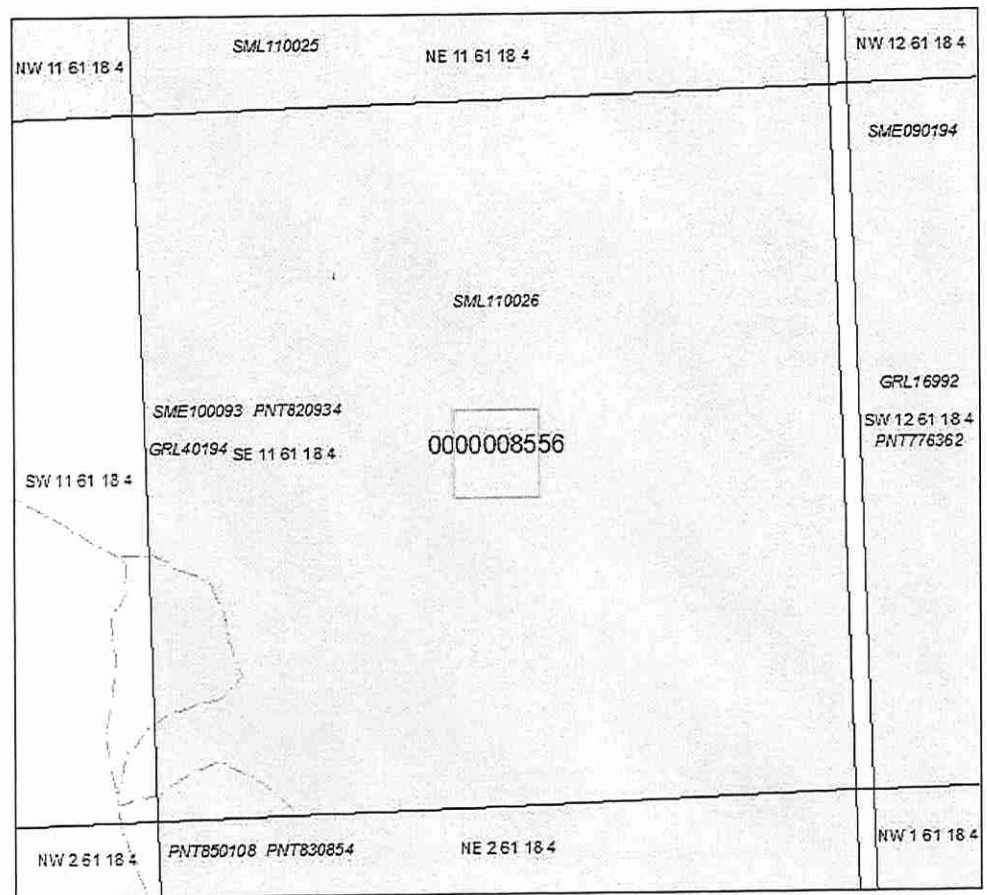 SML110025
NW 11 61 18 4
NE 11 61 18 4
NW 12 61 18 4
SME090194
SML110026
GRL16992
SME100093 PNT820934
SW 12 61 18 4
PNT776362
GRL40194 SE 11 61 18 4
0000008556
SW 11 61 18 4
NW 2 61 18 4
PNT850108 PNT830854
NE 2 61 18 4
NW 1 61 18 4